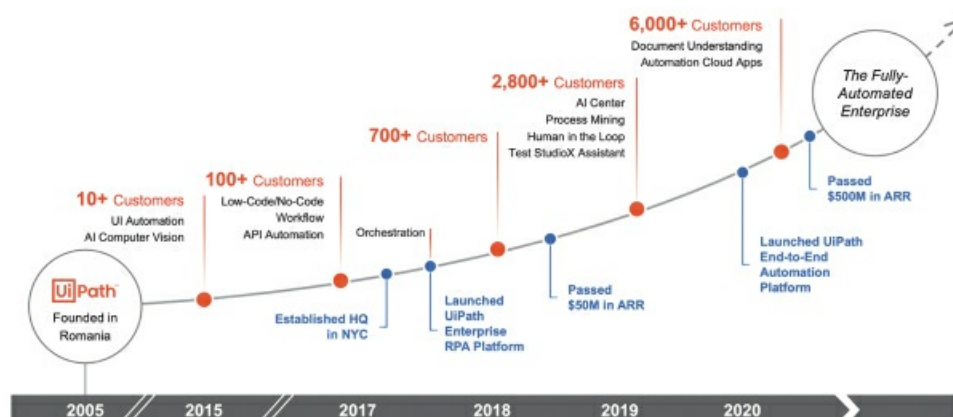 6,000+ Customers
Document Understanding
Automation Cloud Apps
The Fully-
Automated
Enterprise
2,800+ Customers
AI Center
Process Mining
Human in the Loop
Test StudioX Assistant
700+ Customers
100+ Customers
Low-Code/No-Code
Workflow
API Automation
10+ Customers
UI Automation
AI Computer Vision
Orchestration
Passed
$500M in ARR
Launched UiPath
End-to-End
Automation
Platform
UiPath™
Founded in
Romania
Established HQ
in NYC
Launched
UiPath
Enterprise
RPA Platform
Passed
$50M in ARR
2005
2015
2017
2018
2019
2020